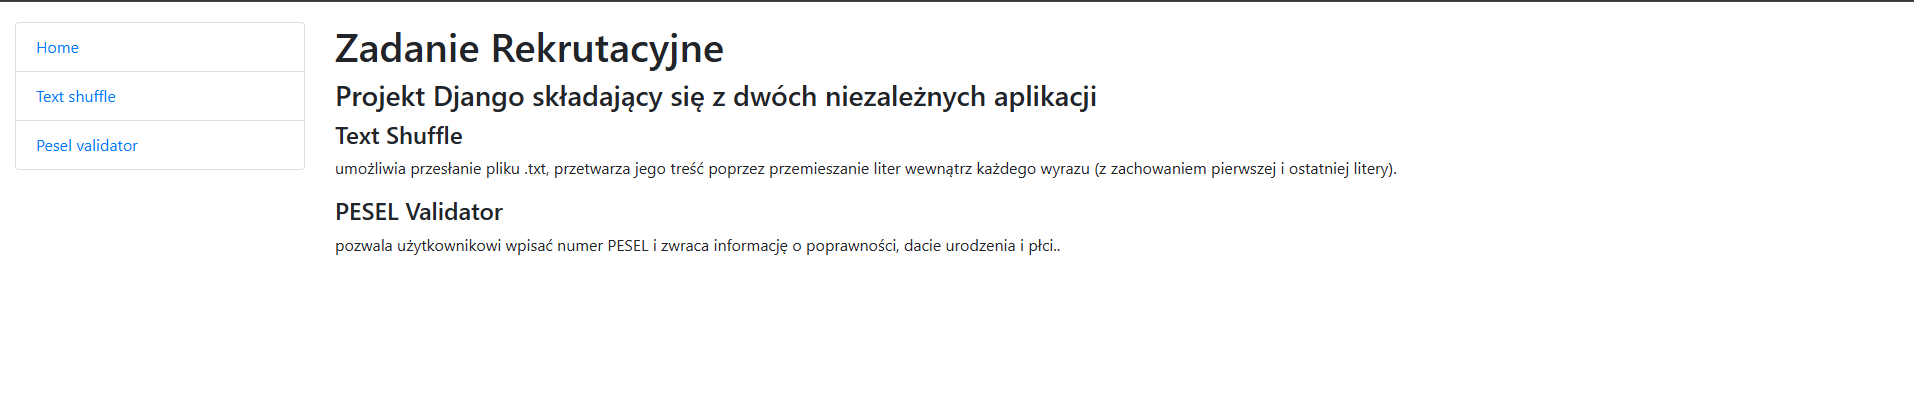 Home
Text shuffle
Pesel validator
Zadanie Rekrutacyjne
Projekt Django składający się z dwóch niezależnych aplikacji
Text Shuffle
umożliwia przesłanie pliku .txt, przetwarza jego treść poprzez przemieszanie liter wewnątrz każdego wyrazu (z zachowaniem pierwszej i ostatniej litery).
PESEL Validator
pozwala użytkownikowi wpisać numer PESEL i zwraca informację o poprawności, dacie urodzenia i płci..